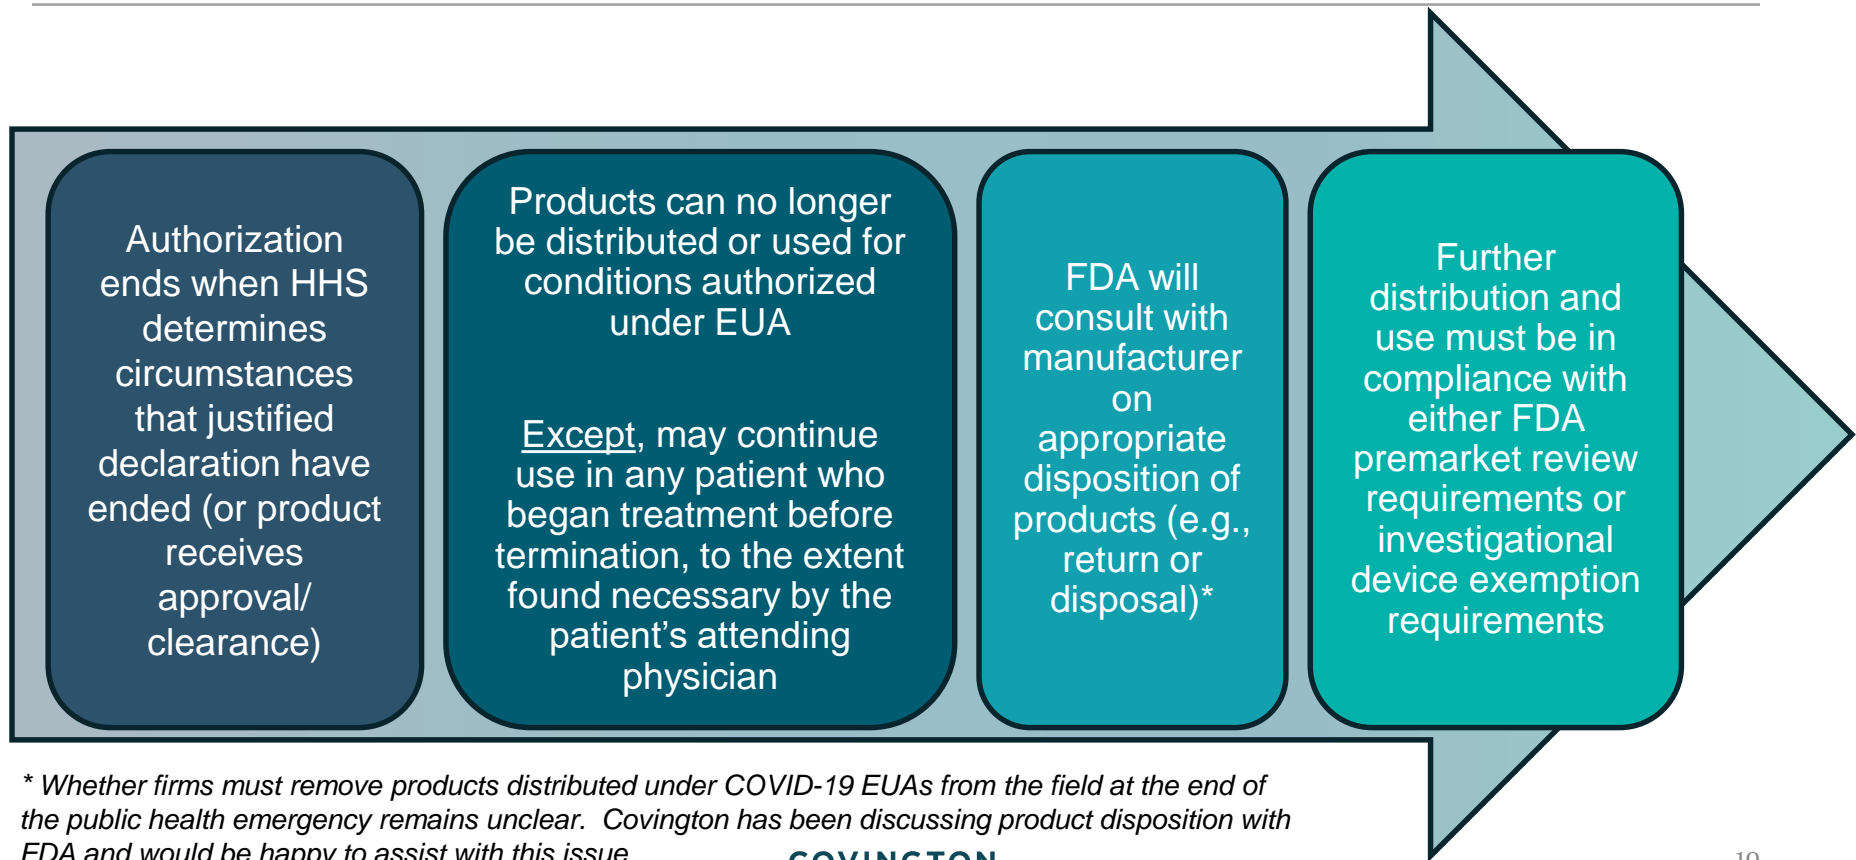 Authorization
ends when HHS
determines
circumstances
that justified
declaration have
ended (or product
receives
approval/
clearance)
Products can no longer
be distributed or used for
conditions authorized
under EUA
Except, may continue
use in any patient who
began treatment before
termination, to the extent
found necessary by the
patient's attending
physician
FDA will
consult with
manufacturer
on
appropriate
disposition of
products (e.g.,
return or
disposal)*
Further
distribution and
use must be in
compliance with
either FDA
premarket review
requirements or
investigational
device exemption
requirements
* Whether firms must remove products distributed under COVID-19 EUAs from the field at the end of
the public health emergency remains unclear.  Covington has been discussing product disposition with
FDA and would be happy to assist with this issue
COVINGTON